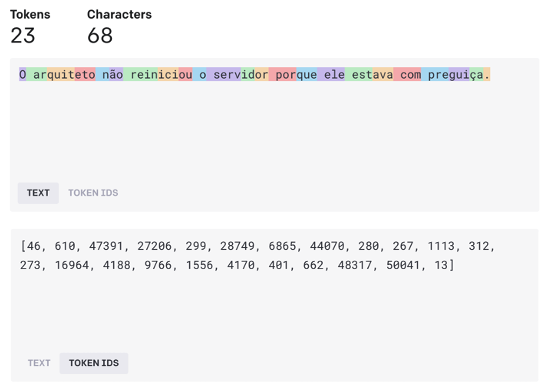 Tokens Characters
23 68
O arquiteto não reiniciou o servidor porque ele estava com preguiça.
TEXT TOKEN IDS
[46, 610, 47391, 27206, 299, 28749, 6865, 44070, 280, 267, 1113, 312,
273, 16964, 4188, 9766, 1556, 4170, 401, 662, 48317, 50041, 13]
TEXT TOKEN IDS